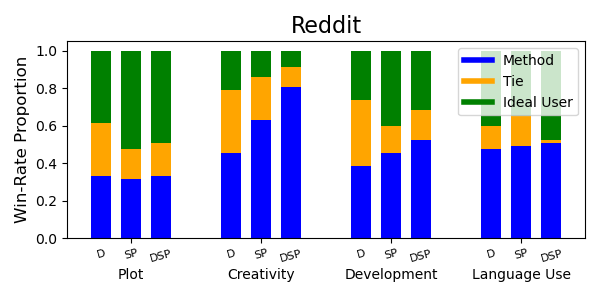 Reddit
Win-Rate Proportion
1.0
0.8
0.6
0.4
0.2
0.0
Method
Tie
Ideal User
D SP DSP D SP DSP D SP DSP D SP DSP
Plot Creativity Development Language Use